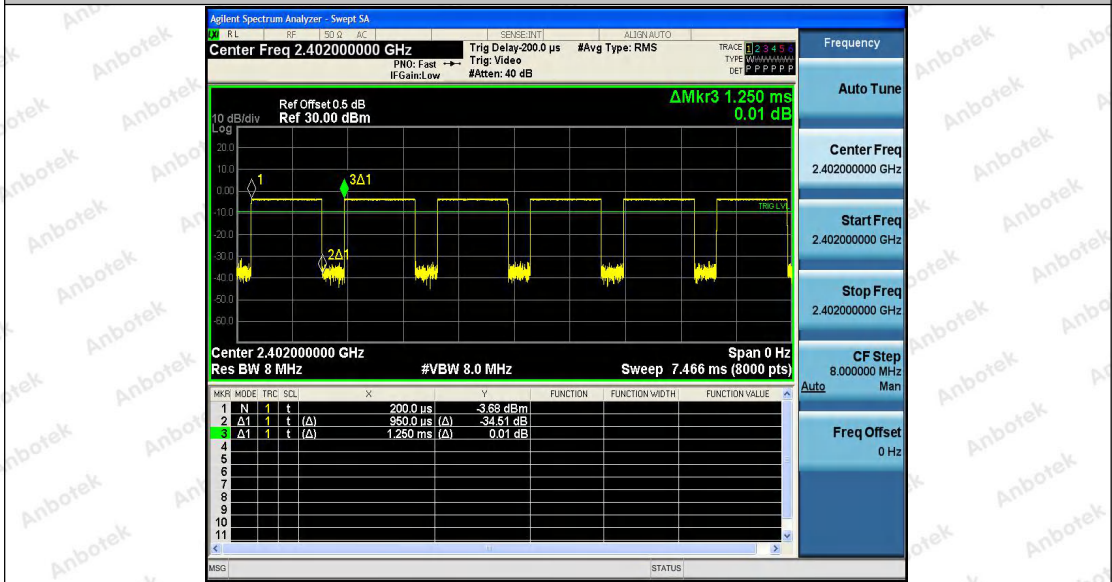 Agilent Spectrum Analyzer - Swept SA
RL RF 50 Ω AC SENSE:INT ALIGNAUTO
Center Freq 2.402000000 GHz
PNO: Fast
IFGain:Low
Trig Delay-200.0 µs
Trig: Video
#Atten: 40 dB
#Avg Type: RMS
TRACE 1 2 3 4 5 6
TYPE
DET P P P P P P
ΔMkr3 1.250 ms
0.01 dB
Ref Offset 0.5 dB
10 dB/div Ref 30.00 dBm
Log
20.0
10.0
0.00
-10.0
-20.0
-30.0
-40.0
-50.0
-60.0
1
3Δ1
2Δ1
TRIG LVL
Center 2.402000000 GHz Span 0 Hz
Res BW 8 MHz #VBW 8.0 MHz Sweep 7.466 ms (8000 pts)
MKR MODE TRC SCL X Y FUNCTION FUNCTION WIDTH FUNCTION VALUE
1 N 1 t 200.0 µs -3.68 dBm
2 Δ1 1 t (Δ) 950.0 µs (Δ) -34.51 dB
3 Δ1 1 t (Δ) 1.250 ms (Δ) 0.01 dB
4
5
6
7
8
9
10
11
MSG STATUS
Frequency
Auto Tune
Center Freq
2.402000000 GHz
Start Freq
2.402000000 GHz
Stop Freq
2.402000000 GHz
CF Step
8.000000 MHz
Auto Man
Freq Offset
0 Hz
Anbotek